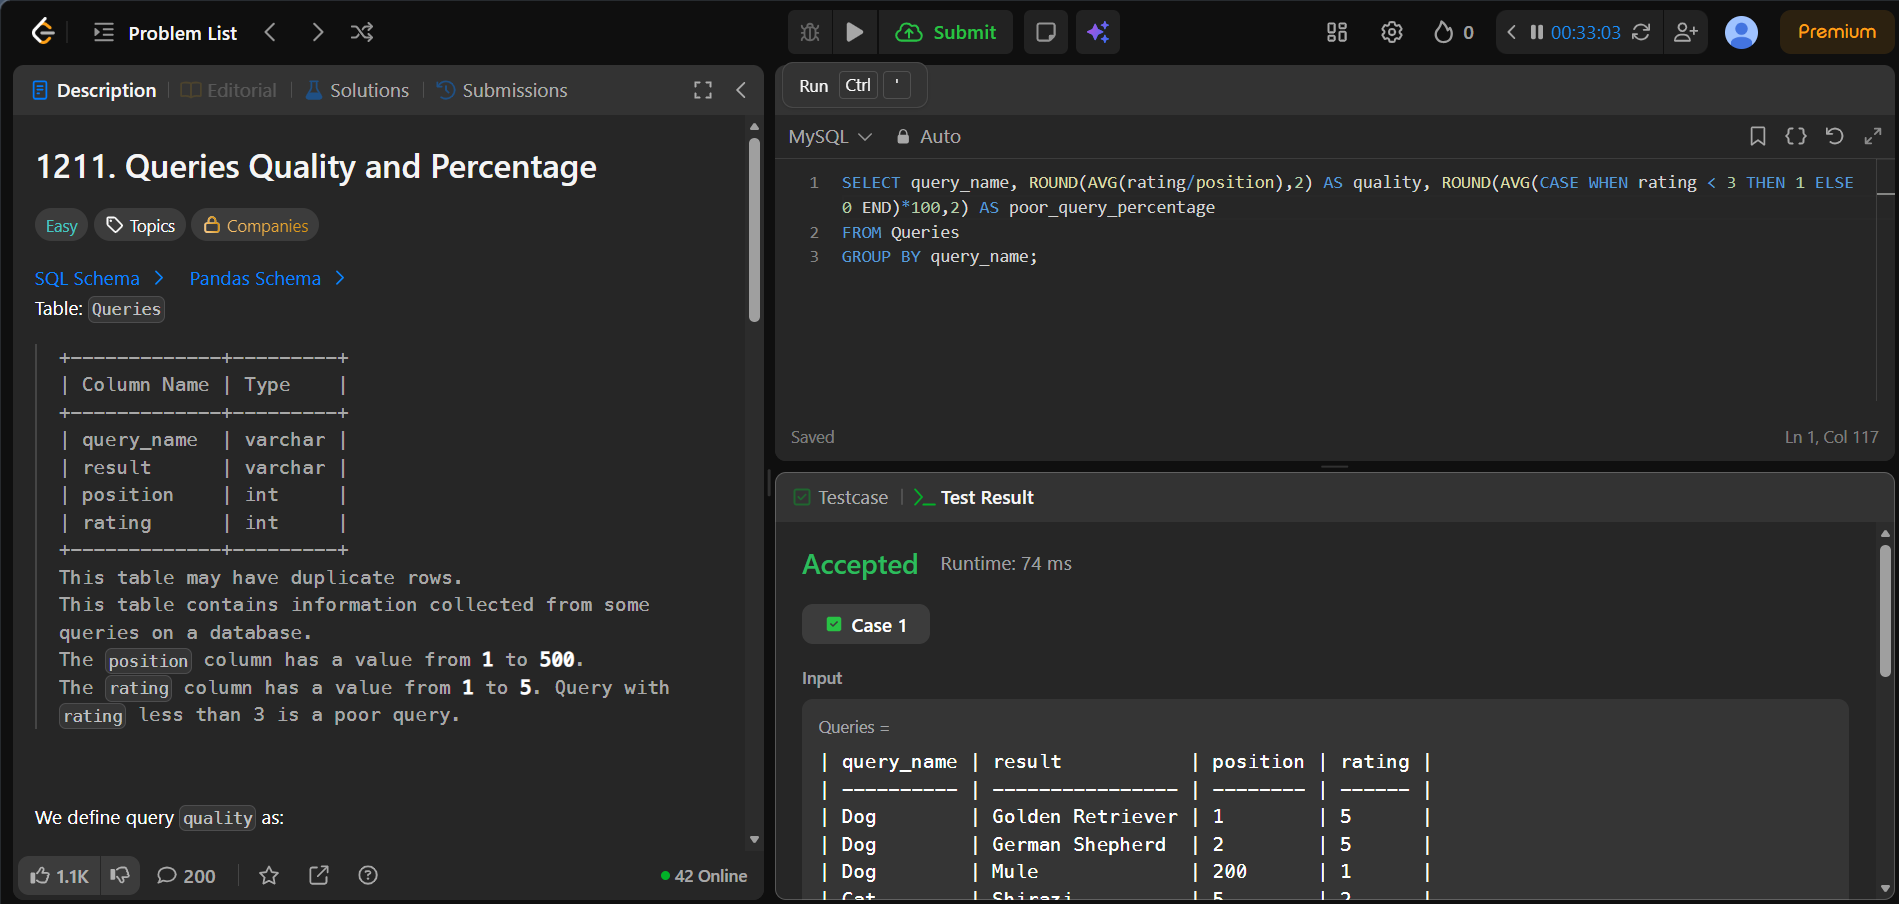 Problem List
Submit
0
00:33:03
Premium
Description
Editorial
Solutions
Submissions
1211. Queries Quality and Percentage
Easy
Topics
Companies
SQL Schema
Pandas Schema
Table: Queries
+-------------+---------+
| Column Name | Type    |
+-------------+---------+
| query_name  | varchar |
| result      | varchar |
| position    | int     |
| rating      | int     |
+-------------+---------+
This table may have duplicate rows.
This table contains information collected from some
queries on a database.
The position column has a value from 1 to 500.
The rating column has a value from 1 to 5. Query with
rating less than 3 is a poor query.
We define query quality as:
1.1K
200
42 Online
Run Ctrl '
MySQL
Auto
1 SELECT query_name, ROUND(AVG(rating/position),2) AS quality, ROUND(AVG(CASE WHEN rating < 3 THEN 1 ELSE
0 END)*100,2) AS poor_query_percentage
2 FROM Queries
3 GROUP BY query_name;
Saved
Ln 1, Col 117
Testcase
Test Result
Accepted
Runtime: 74 ms
Case 1
Input
Queries =
| query_name | result           | position | rating |
| ---------- | ---------------- | -------- | ------ |
| Dog        | Golden Retriever | 1        | 5      |
| Dog        | German Shepherd  | 2        | 5      |
| Dog        | Mule             | 200      | 1      |
| Cat        | Shirazi          | 5        | 2      |